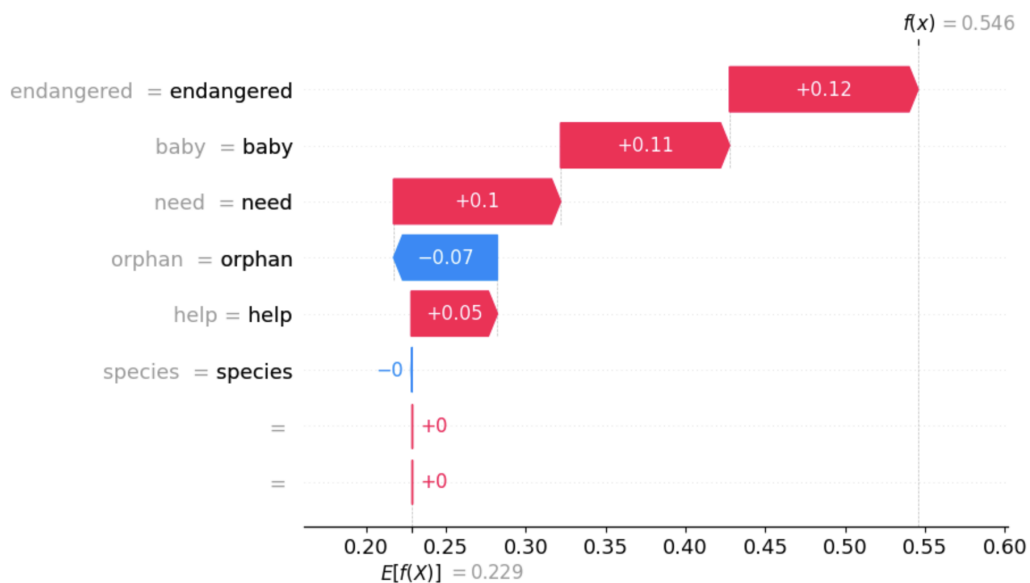 f(x) = 0.546
endangered = endangered +0.12
baby = baby +0.11
need = need +0.1
orphan = orphan −0.07
help = help +0.05
species = species −0
= +0
= +0
0.20 0.25 0.30 0.35 0.40 0.45 0.50 0.55 0.60
E[f(X)] = 0.229